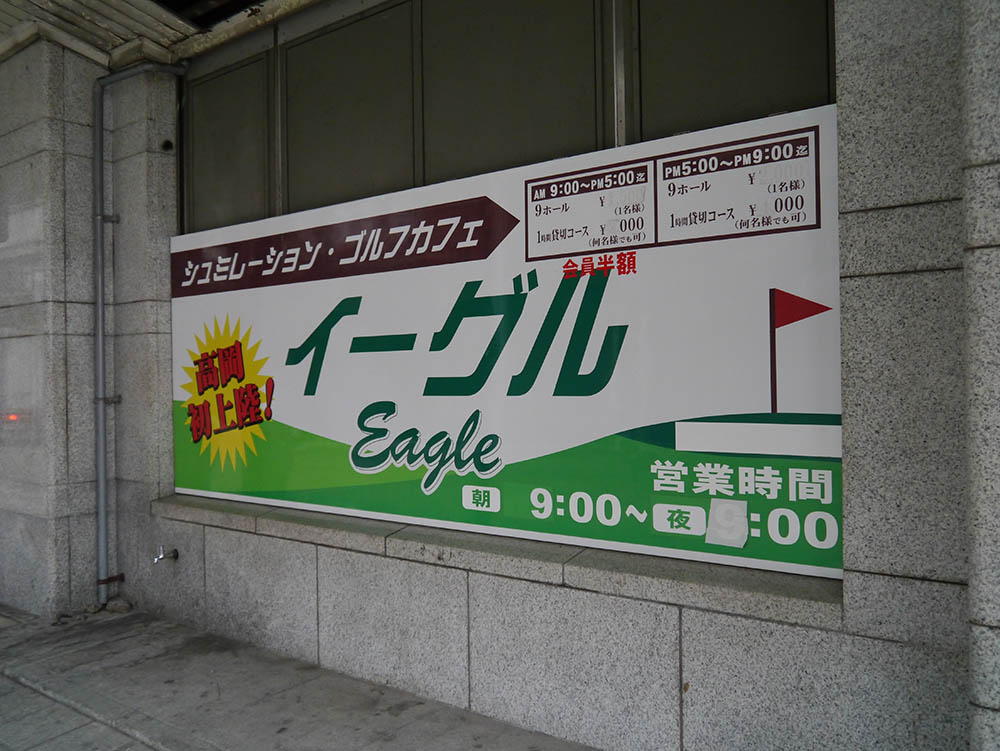 シュミレーション・ゴルフカフェ
AM 9:00～PM5:00迄
9ホール ¥
(1名様)
1時間貸切コース ¥ 000
(何名様でも可)
PM5:00～PM9:00迄
9ホール ¥
(1名様)
1時間貸切コース ¥ 000
(何名様でも可)
会員半額
イーグル
Eagle
高岡
初上陸!
営業時間
朝 9:00～夜 9:00